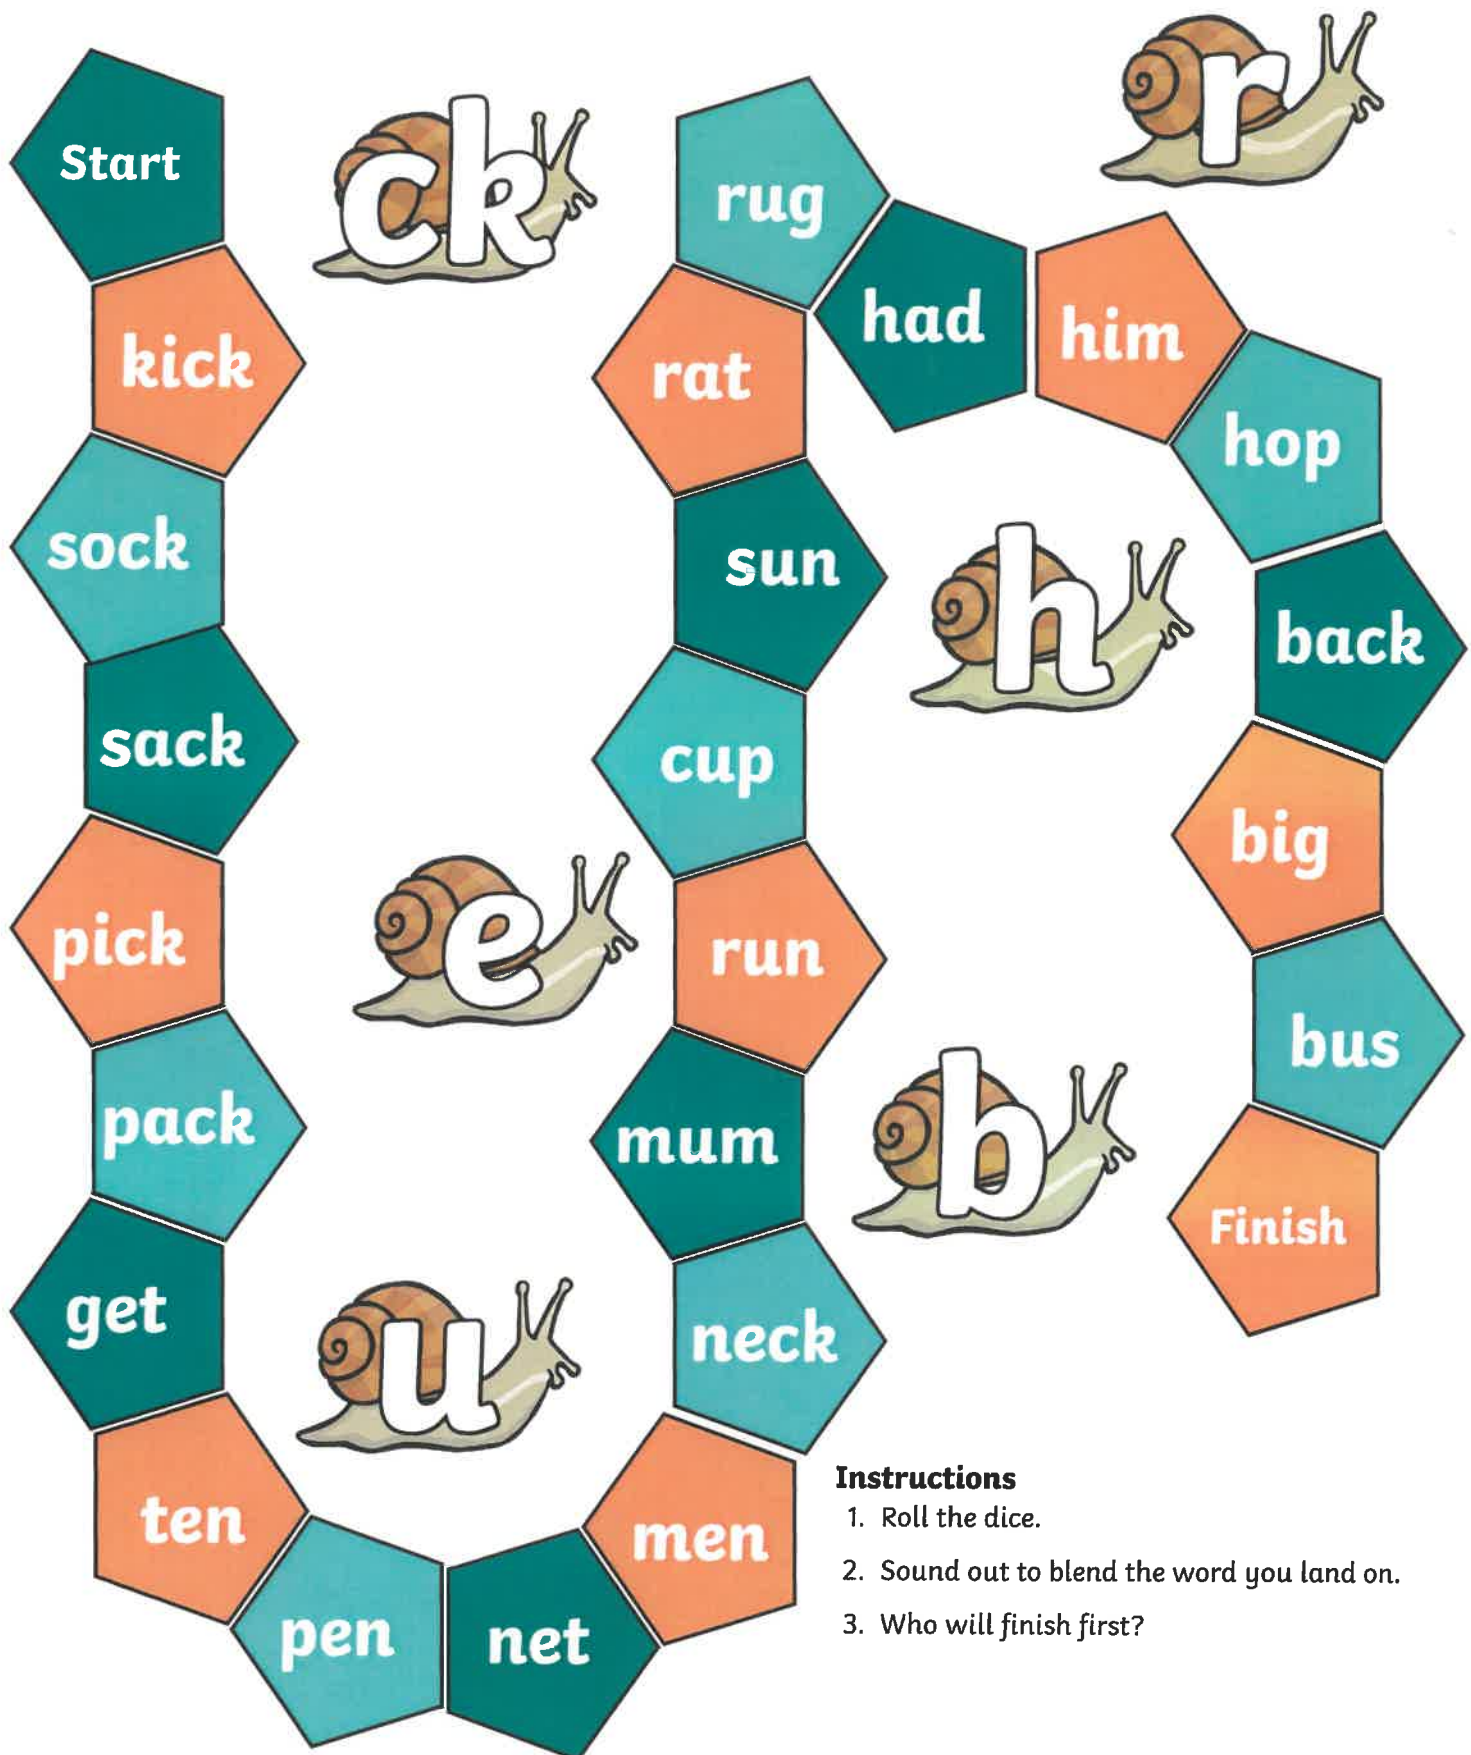 Start
kick
sock
sack
pick
pack
get
ten
pen
net
men
neck
mum
run
cup
sun
rat
rug
had
him
hop
back
big
bus
Finish
ck
e
u
r
h
b
Instructions
1. Roll the dice.
2. Sound out to blend the word you land on.
3. Who will finish first?